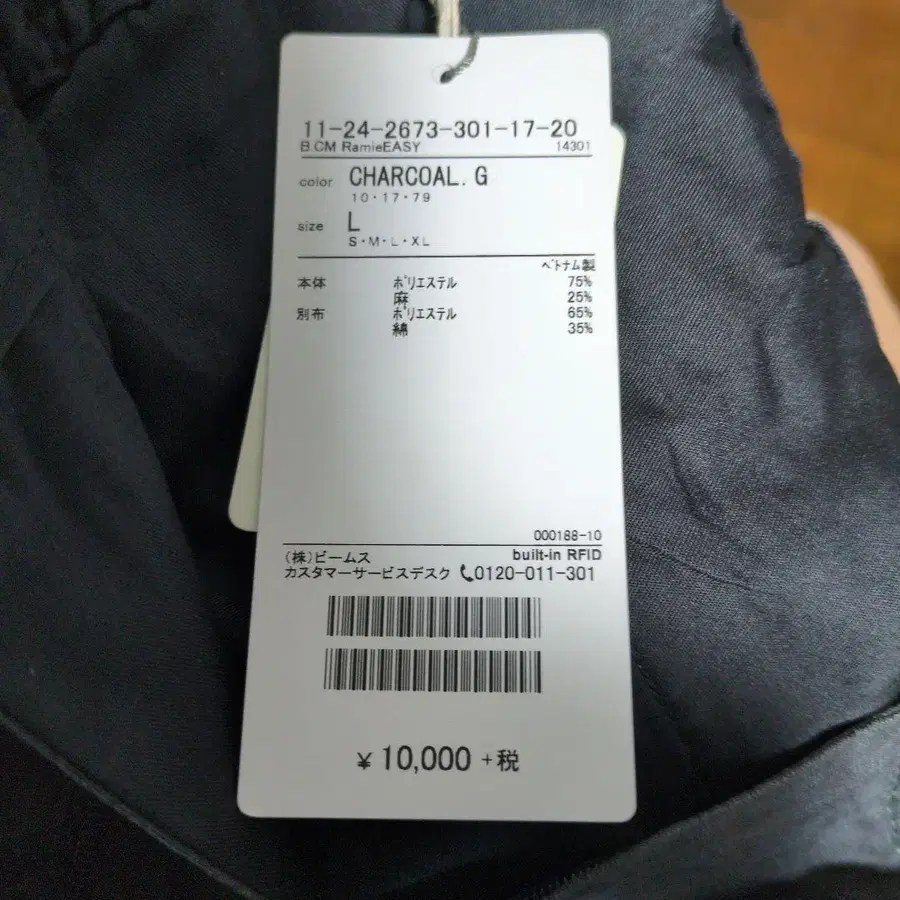 11-24-2673-301-17-20
B.CM RamieEASY 14301
color CHARCOAL. G
10・17・79
size L
S・M・L・XL
ベトナム製
本体 ポリエステル 75%
麻 25%
別布 ポリエステル 65%
綿 35%
000188-10
(株)ビームス built-in RFID
カスタマーサービスデスク 0120-011-301
¥ 10,000 +税